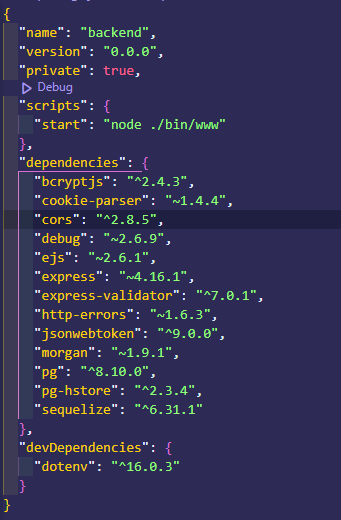 {
"name": "backend",
"version": "0.0.0",
"private": true,
Debug
"scripts": {
"start": "node ./bin/www"
},
"dependencies": {
"bcryptjs": "^2.4.3",
"cookie-parser": "~1.4.4",
"cors": "^2.8.5",
"debug": "~2.6.9",
"ejs": "~2.6.1",
"express": "~4.16.1",
"express-validator": "^7.0.1",
"http-errors": "~1.6.3",
"jsonwebtoken": "^9.0.0",
"morgan": "~1.9.1",
"pg": "^8.10.0",
"pg-hstore": "^2.3.4",
"sequelize": "^6.31.1"
},
"devDependencies": {
"dotenv": "^16.0.3"
}
}